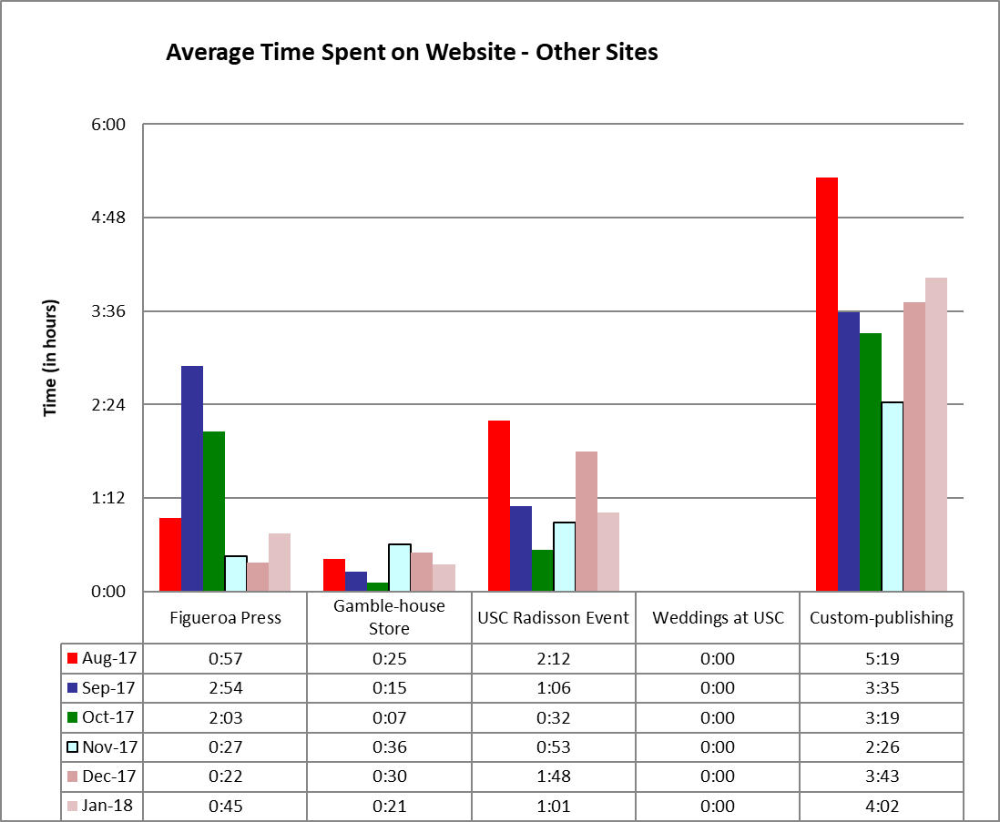 Average Time Spent on Website - Other Sites
6:00
4:48
3:36
2:24
1:12
0:00
Time (in hours)
Figueroa Press Gamble-house Store USC Radisson Event Weddings at USC Custom-publishing
Aug-17 0:57 0:25 2:12 0:00 5:19
Sep-17 2:54 0:15 1:06 0:00 3:35
Oct-17 2:03 0:07 0:32 0:00 3:19
Nov-17 0:27 0:36 0:53 0:00 2:26
Dec-17 0:22 0:30 1:48 0:00 3:43
Jan-18 0:45 0:21 1:01 0:00 4:02